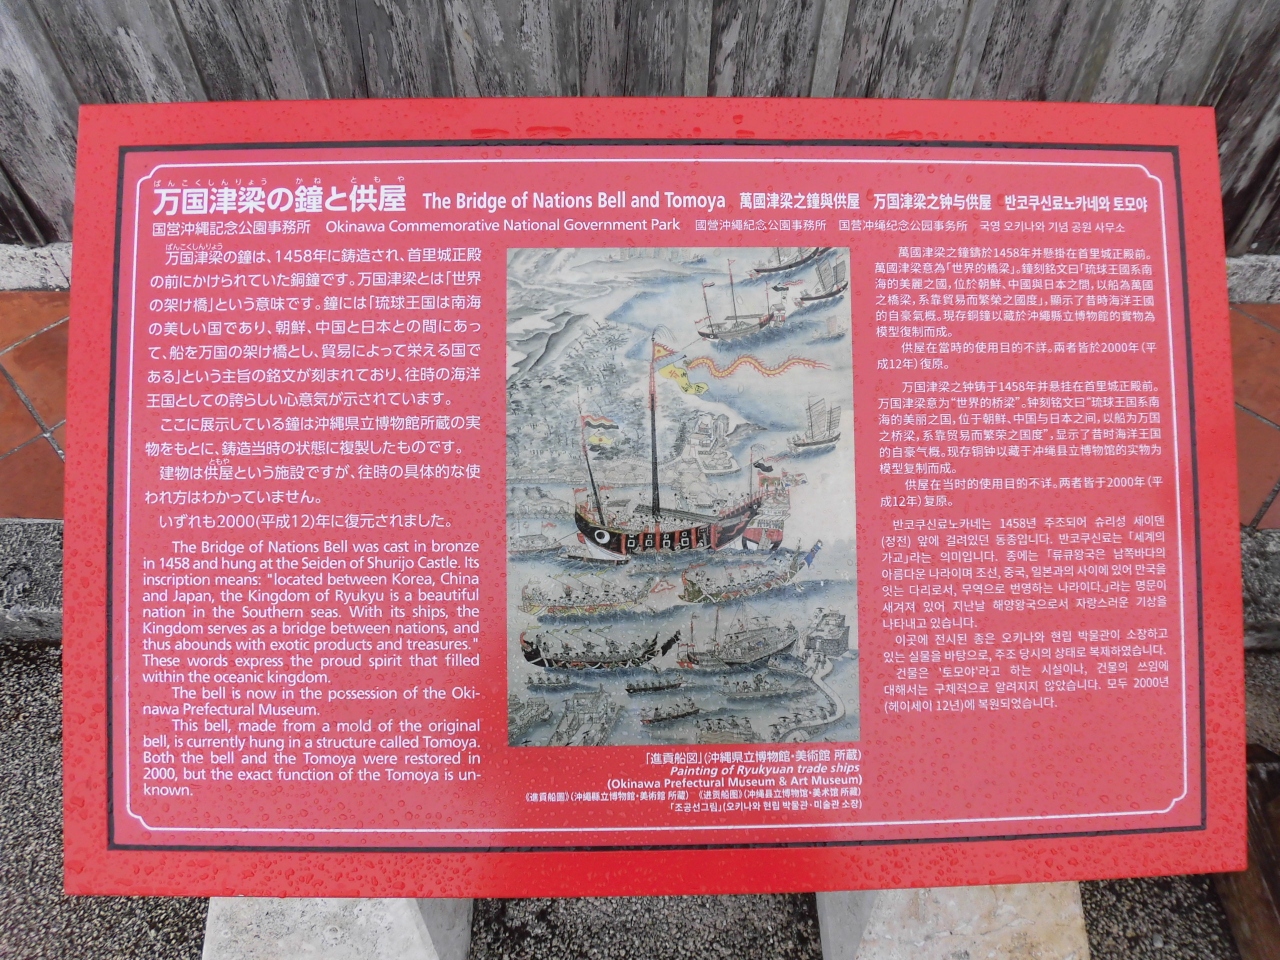 ばんこくしんりょう かね ともや
万国津梁の鐘と供屋 The Bridge of Nations Bell and Tomoya 萬國津梁之鐘與供屋 万国津梁之钟与供屋 반코쿠신료노카네와 토모야
国営沖縄記念公園事務所 Okinawa Commemorative National Government Park 國營沖繩紀念公園事務所 国营冲绳纪念公园事务所 국영 오키나와 기념 공원 사무소
ばんこくしんりょう
万国津梁の鐘は、1458年に鋳造され、首里城正殿
の前にかけられていた銅鐘です。万国津梁とは「世界
の架け橋」という意味です。鐘には「琉球王国は南海
の美しい国であり、朝鮮、中国と日本との間にあっ
て、船を万国の架け橋とし、貿易によって栄える国で
ある」という主旨の銘文が刻まれており、往時の海洋
王国としての誇らしい心意気が示されています。
ここに展示している鐘は沖縄県立博物館所蔵の実
物をもとに、鋳造当時の状態に複製したものです。
ともや
建物は供屋という施設ですが、往時の具体的な使
われ方はわかっていません。
いずれも2000(平成12)年に復元されました。
The Bridge of Nations Bell was cast in bronze
in 1458 and hung at the Seiden of Shurijo Castle. Its
inscription means: "located between Korea, China
and Japan, the Kingdom of Ryukyu is a beautiful
nation in the Southern seas. With its ships, the
Kingdom serves as a bridge between nations, and
thus abounds with exotic products and treasures."
These words express the proud spirit that filled
within the oceanic kingdom.
The bell is now in the possession of the Oki-
nawa Prefectural Museum.
This bell, made from a mold of the original
bell, is currently hung in a structure called Tomoya.
Both the bell and the Tomoya were restored in
2000, but the exact function of the Tomoya is un-
known.
「進貢船図」(沖縄県立博物館・美術館 所蔵)
Painting of Ryukyuan trade ships
(Okinawa Prefectural Museum & Art Museum)
《進貢船圖》(沖繩縣立博物館・美術館 所藏) 《进贡船图》(冲绳县立博物馆・美术馆 所藏)
「조공선그림」(오키나와 현립 박물관・미술관 소장)
萬國津梁之鐘鑄於1458年并懸掛在首里城正殿前。
萬國津梁意為「世界的橋梁」。鐘刻銘文曰「琉球王國系南
海的美麗之國,位於朝鮮、中國與日本之間,以船為萬國
之橋梁,系靠貿易而繁榮之國度」,顯示了昔時海洋王國
的自豪氣概。現存銅鐘以藏于沖繩縣立博物館的實物為
模型復制而成。
供屋在當時的使用目的不詳。兩者皆於2000年(平
成12年)復原。
万国津梁之钟铸于1458年并悬挂在首里城正殿前。
万国津梁意为“世界的桥梁”。钟刻铭文曰“琉球王国系南
海的美丽之国,位于朝鲜、中国与日本之间,以船为万国
之桥梁,系靠贸易而繁荣之国度”,显示了昔时海洋王国
的自豪气概。现存铜钟以藏于冲绳县立博物馆的实物为
模型复制而成。
供屋在当时的使用目的不详。两者皆于2000年(平
成12年)复原。
반코쿠신료노카네는 1458년 주조되어 슈리성 세이덴
(정전) 앞에 걸려있던 동종입니다. 반코쿠신료는 「세계의
가교」라는 의미입니다. 종에는 「류큐왕국은 남쪽바다의
아름다운 나라이며 조선, 중국, 일본과의 사이에 있어 만국을
잇는 다리로서, 무역으로 번영하는 나라이다.」라는 명문이
새겨져 있어 지난날 해양왕국으로서 자랑스러운 기상을
나타내고 있습니다.
이곳에 전시된 종은 오키나와 현립 박물관이 소장하고
있는 실물을 바탕으로, 주조 당시의 상태로 복제하였습니다.
건물은 '토모야'라고 하는 시설이나, 건물의 쓰임에
대해서는 구체적으로 알려지지 않았습니다. 모두 2000년
(헤이세이 12년)에 복원되었습니다.